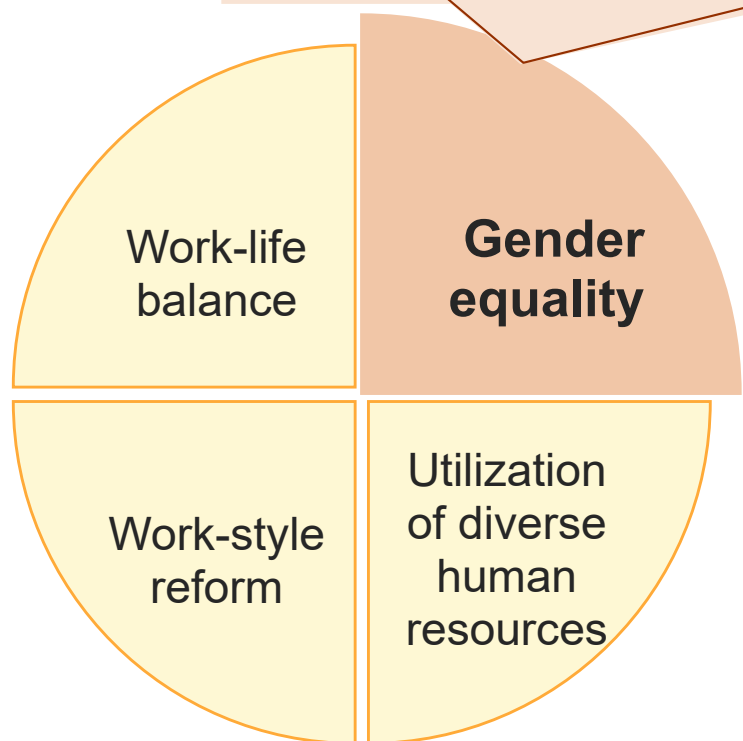 Work-life
balance
Gender
equality
Work-style
reform
Utilization
of diverse
human
resources